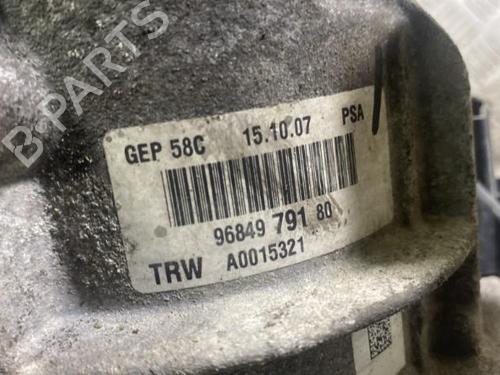 GEP 58C 15.10.07 PSA
96849 791 80
TRW A0015321
B-PARTS